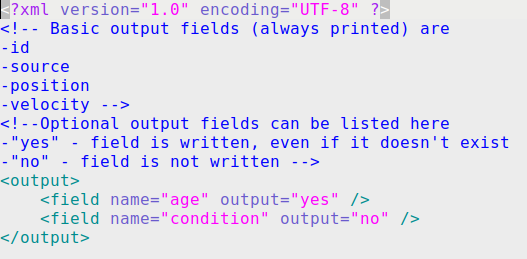 <?xml version="1.0" encoding="UTF-8" ?>
<!-- Basic output fields (always printed) are
-id
-source
-position
-velocity -->
<!--Optional output fields can be listed here
-"yes" - field is written, even if it doesn't exist
-"no" - field is not written -->
<output>
    <field name="age" output="yes" />
    <field name="condition" output="no" />
</output>